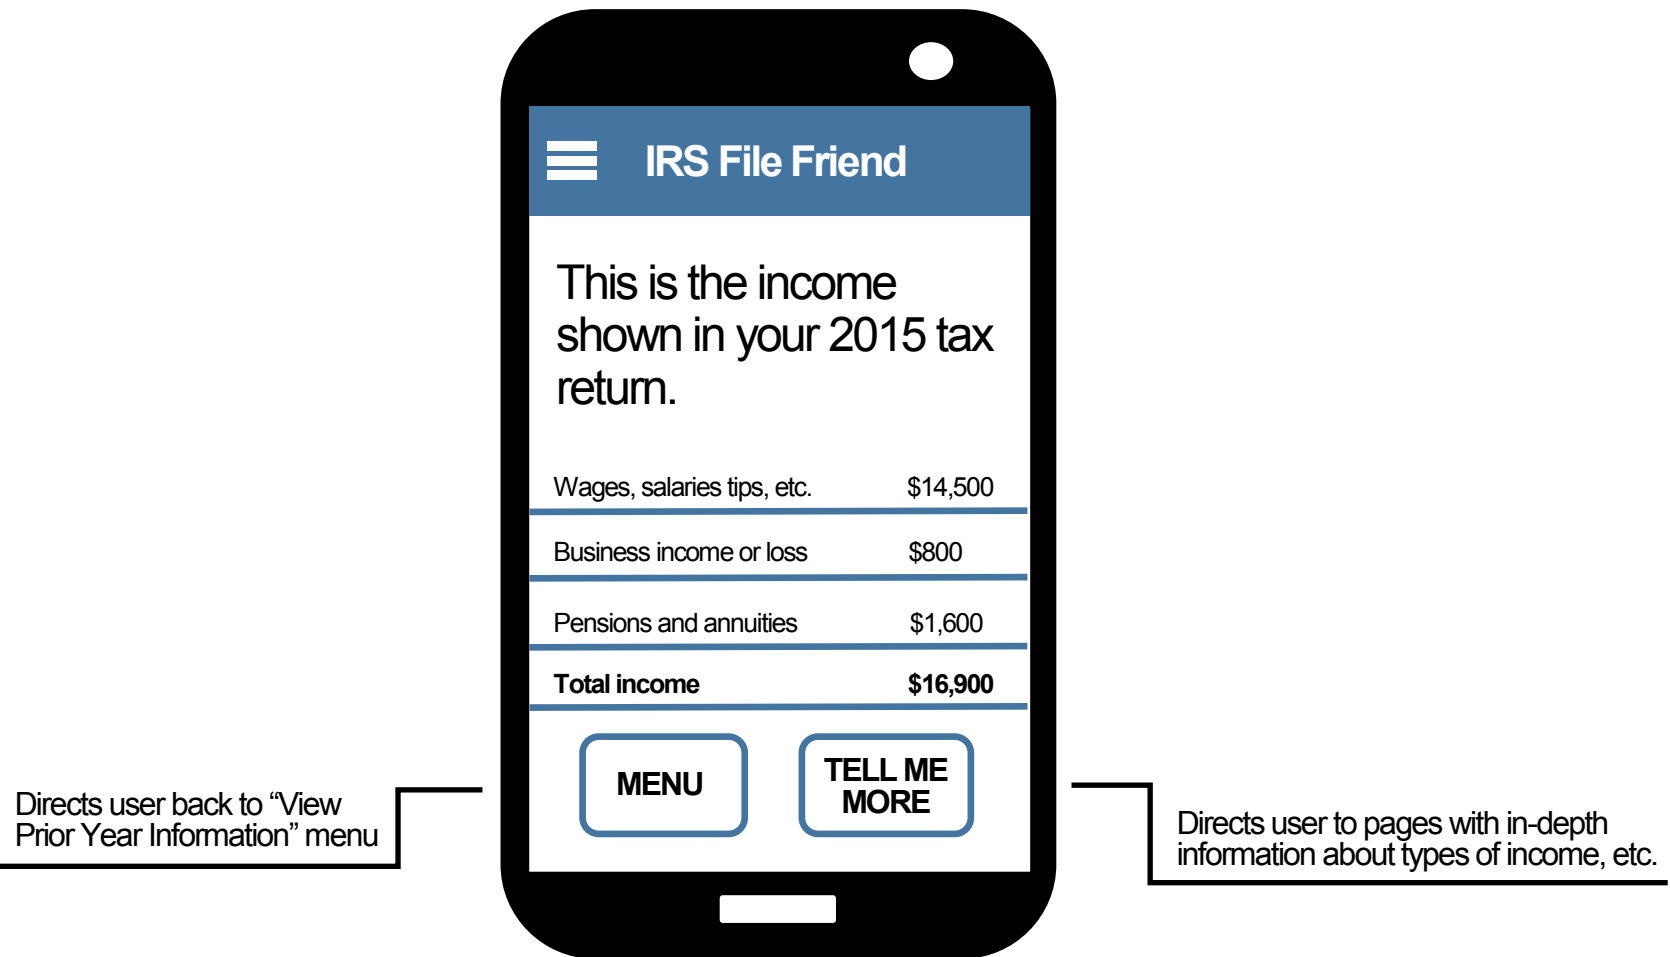 IRS File Friend
This is the income
shown in your 2015 tax
return.
Wages, salaries tips, etc. $14,500
Business income or loss $800
Pensions and annuities $1,600
Total income $16,900
MENU
TELL ME
MORE
Directs user back to “View
Prior Year Information” menu
Directs user to pages with in-depth
information about types of income, etc.